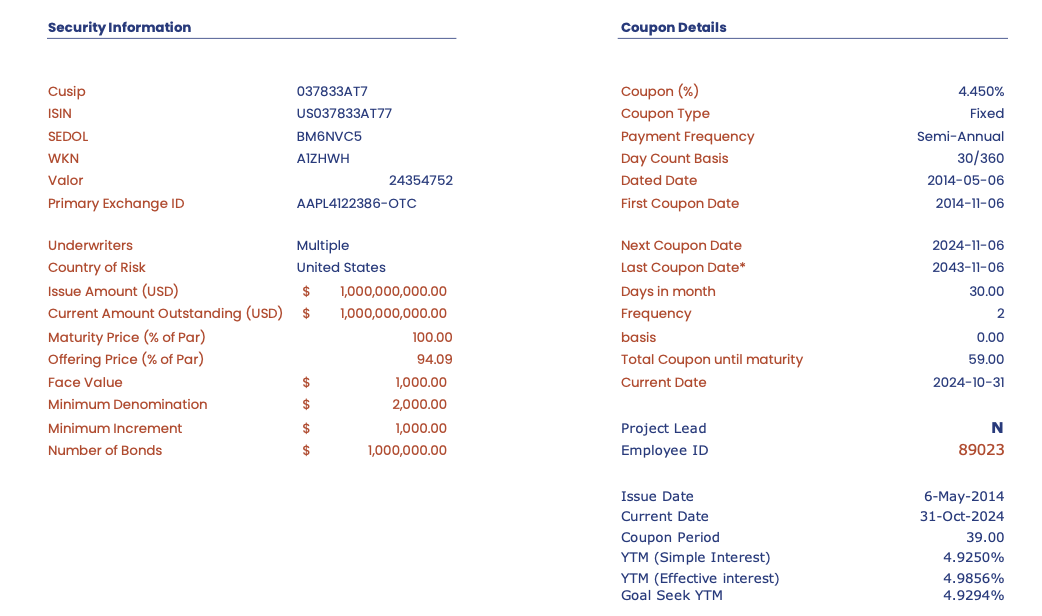 Security Information
Cusip 037833AT7
ISIN US037833AT77
SEDOL BM6NVC5
WKN A1ZHWH
Valor 24354752
Primary Exchange ID AAPL4122386-OTC
Underwriters Multiple
Country of Risk United States
Issue Amount (USD) $ 1,000,000,000.00
Current Amount Outstanding (USD) $ 1,000,000,000.00
Maturity Price (% of Par) 100.00
Offering Price (% of Par) 94.09
Face Value $ 1,000.00
Minimum Denomination $ 2,000.00
Minimum Increment $ 1,000.00
Number of Bonds $ 1,000,000.00
Coupon Details
Coupon (%) 4.450%
Coupon Type Fixed
Payment Frequency Semi-Annual
Day Count Basis 30/360
Dated Date 2014-05-06
First Coupon Date 2014-11-06
Next Coupon Date 2024-11-06
Last Coupon Date* 2043-11-06
Days in month 30.00
Frequency 2
basis 0.00
Total Coupon until maturity 59.00
Current Date 2024-10-31
Project Lead N
Employee ID 89023
Issue Date 6-May-2014
Current Date 31-Oct-2024
Coupon Period 39.00
YTM (Simple Interest) 4.9250%
YTM (Effective interest) 4.9856%
Goal Seek YTM 4.9294%